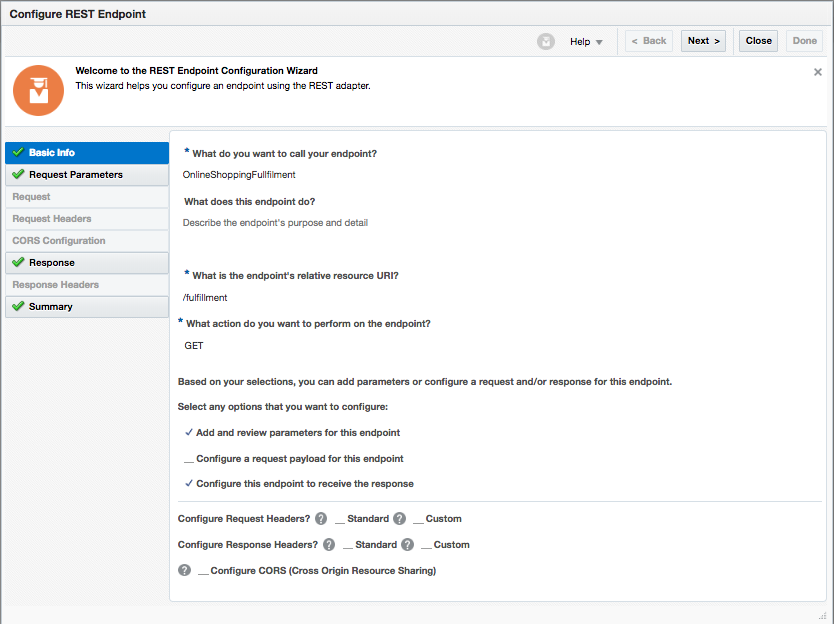 Configure REST Endpoint
Help
< Back
Next >
Close
Done
Welcome to the REST Endpoint Configuration Wizard
This wizard helps you configure an endpoint using the REST adapter.
Basic Info
Request Parameters
Request
Request Headers
CORS Configuration
Response
Response Headers
Summary
* What do you want to call your endpoint?
OnlineShoppingFullfilment
What does this endpoint do?
Describe the endpoint's purpose and detail
* What is the endpoint's relative resource URI?
/fulfillment
* What action do you want to perform on the endpoint?
GET
Based on your selections, you can add parameters or configure a request and/or response for this endpoint.
Select any options that you want to configure:
Add and review parameters for this endpoint
Configure a request payload for this endpoint
Configure this endpoint to receive the response
Configure Request Headers? ? Standard ? Custom
Configure Response Headers? ? Standard ? Custom
? Configure CORS (Cross Origin Resource Sharing)